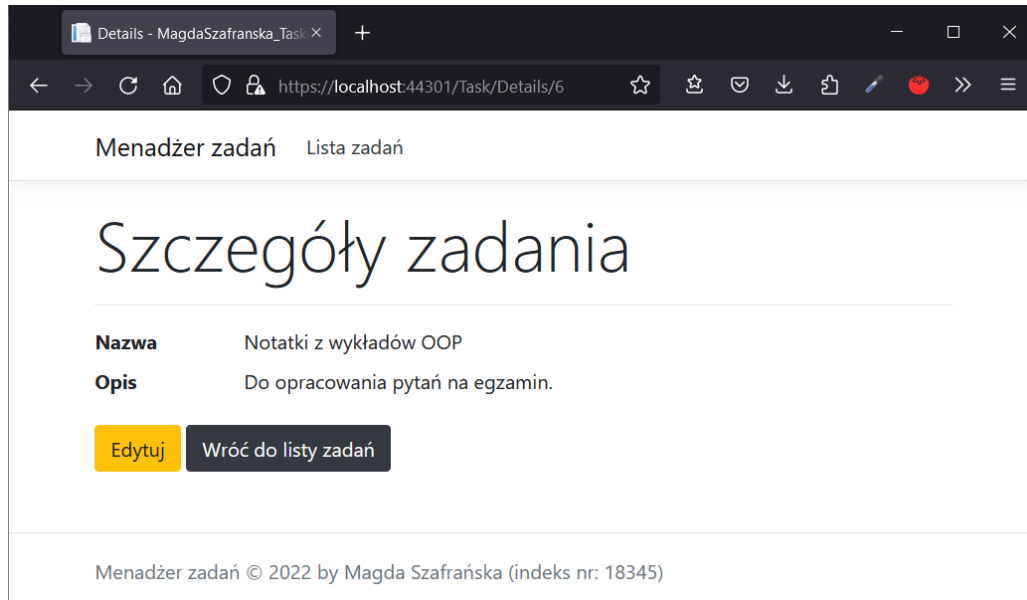 Details - MagdaSzafranska_Task
https://localhost:44301/Task/Details/6
Menadżer zadań Lista zadań
Szczegóły zadania
Nazwa Notatki z wykładów OOP
Opis Do opracowania pytań na egzamin.
Edytuj Wróć do listy zadań
Menadżer zadań © 2022 by Magda Szafrańska (indeks nr: 18345)